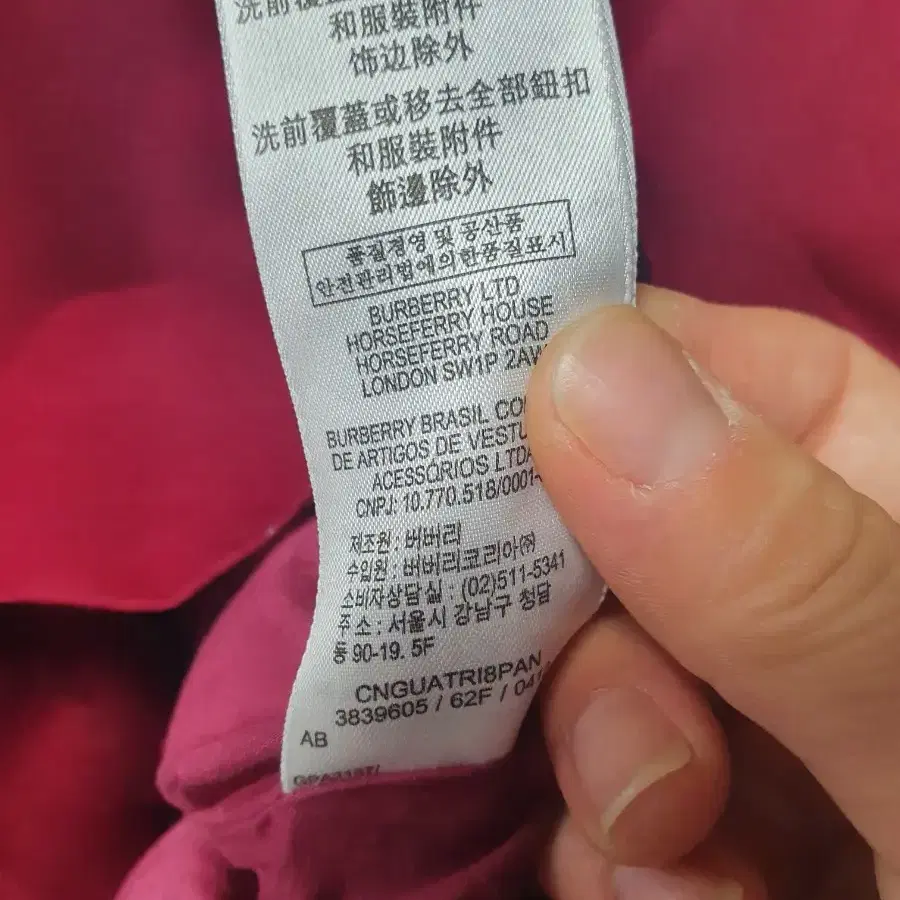 洗前覆盖
和服裝附件
饰边除外
洗前覆蓋或移去全部鈕扣
和服裝附件
飾邊除外
품질경영 및 공산품
안전관리법에의한품질표시
BURBERRY LTD
HORSEFERRY HOUSE
HORSEFERRY ROAD
LONDON SW1P 2AW
BURBERRY BRASIL CO
DE ARTIGOS DE VESTU
ACESSÓRIOS LTDA
CNPJ: 10.770.518/0001-
제조원 : 버버리
수입원 : 버버리코리아㈜
소비자상담실 : (02)511-5341
주소 : 서울시 강남구 청담
동 90-19. 5F
CNGUATRI8PAN
3839605 / 62F / 041
AB